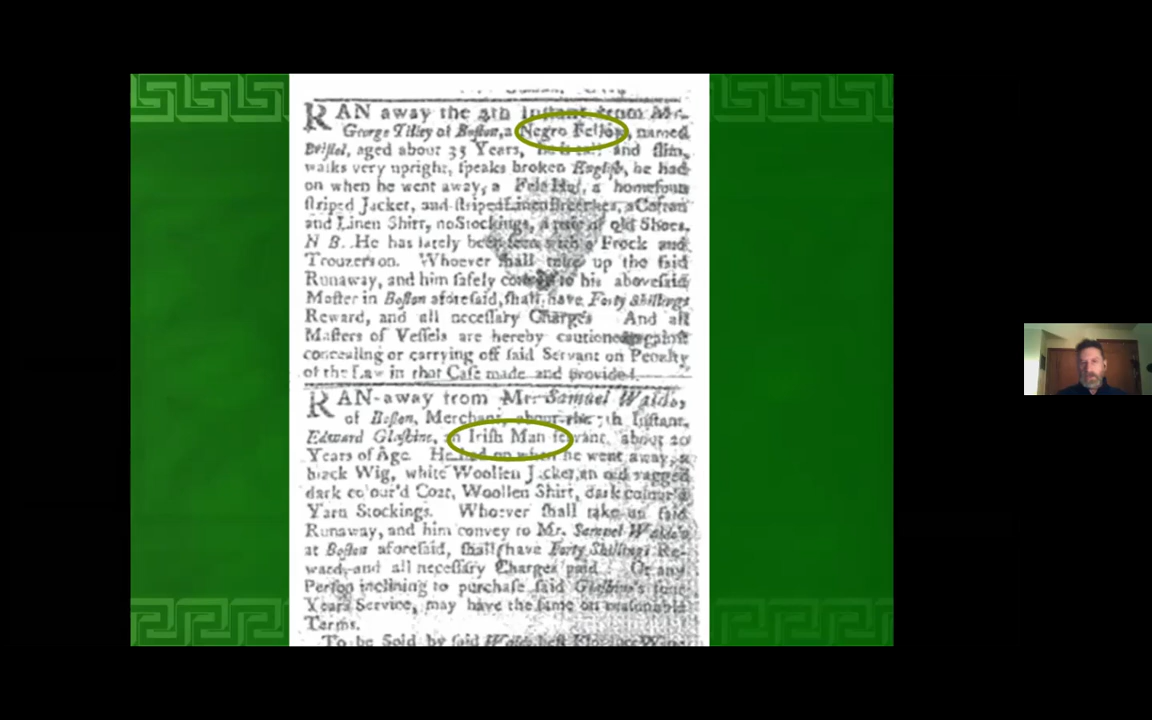 RAN away the 4th Instant from Mr.
George Tilley of Boston, a Negro Fellow, named
Bristol, aged about 35 Years, he is tall and ſlim,
walks very upright, ſpeaks broken Engliſh, he had
on when he went away, a Felt Hat, a homeſpun
ſtriped Jacket, and ſtriped Linen Breeches, a Cotton
and Linen Shirt, no Stockings, a pair of old Shoes.
N B. He has lately been ſeen with a Frock and
Trouzers on. Whoever ſhall take up the ſaid
Runaway, and him ſafely convey to his aboveſaid
Maſter in Boſton aforeſaid, ſhall have Forty Shillings
Reward, and all neceſſary Charges And all
Maſters of Veſſels are hereby cautioned againſt
concealing or carrying off ſaid Servant on Penalty
of the Law in that Caſe made and provided.
RAN-away from Mr. Samuel Waldo,
of Boſton, Merchant, about the 7th Inſtant,
Edward, an Iriſh Man ſervant, about 20
Years of Age. He had on when he went away, a
black Wig, white Woollen Jacket, an old ragged
dark colour'd Coat, Woollen Shirt, dark colour'd
Yarn Stockings. Whoever ſhall take up ſaid
Runaway, and him convey to Mr. Samuel Waldo's
at Boſton aforeſaid, ſhall have Forty Shillings Re-
ward, and all neceſſary Charges paid Or any
Perſon inclining to purchaſe ſaid
Years Service, may have the ſame on reaſonable
Terms.
To be Sold by ſaid Waldo, beſt